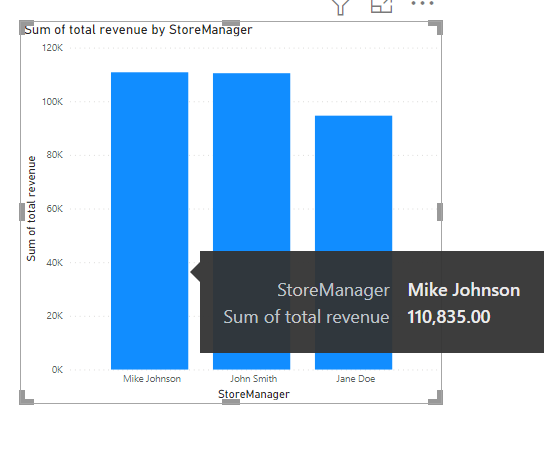 Sum of total revenue by StoreManager
120K
100K
80K
60K
40K
20K
0K
Sum of total revenue
StoreManager Mike Johnson
Sum of total revenue 110,835.00
Mike Johnson John Smith Jane Doe
StoreManager